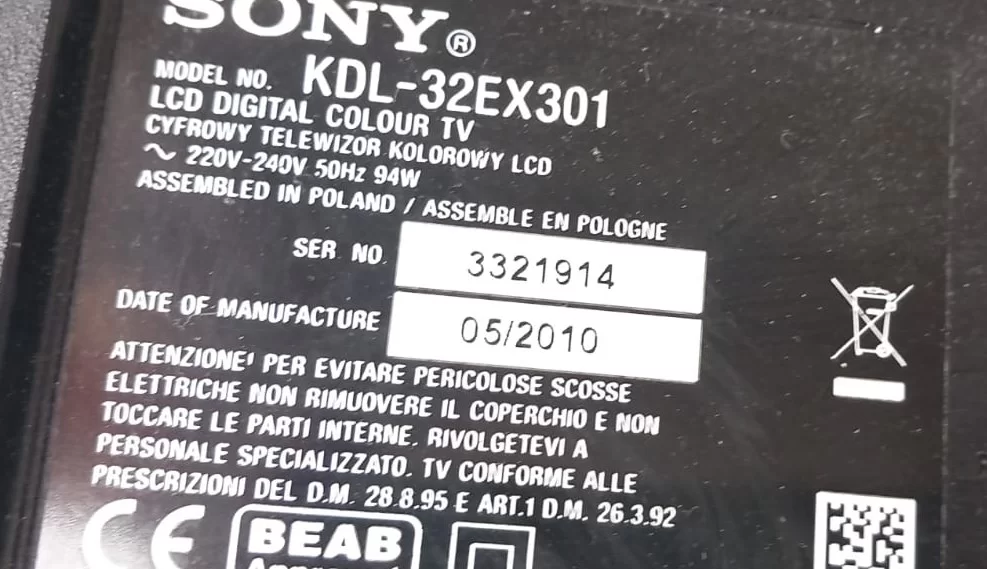 SONY®
MODEL NO. KDL-32EX301
LCD DIGITAL COLOUR TV
CYFROWY TELEWIZOR KOLOROWY LCD
~ 220V-240V 50Hz 94W
ASSEMBLED IN POLAND / ASSEMBLE EN POLOGNE
SER. NO. 3321914
DATE OF MANUFACTURE 05/2010
ATTENZIONE! PER EVITARE PERICOLOSE SCOSSE
ELETTRICHE NON RIMUOVERE IL COPERCHIO E NON
TOCCARE LE PARTI INTERNE. RIVOLGETEVI A
PERSONALE SPECIALIZZATO. TV CONFORME ALLE
PRESCRIZIONI DEL D.M. 28.8.95 E ART.1 D.M. 26.3.92
CE BEAB